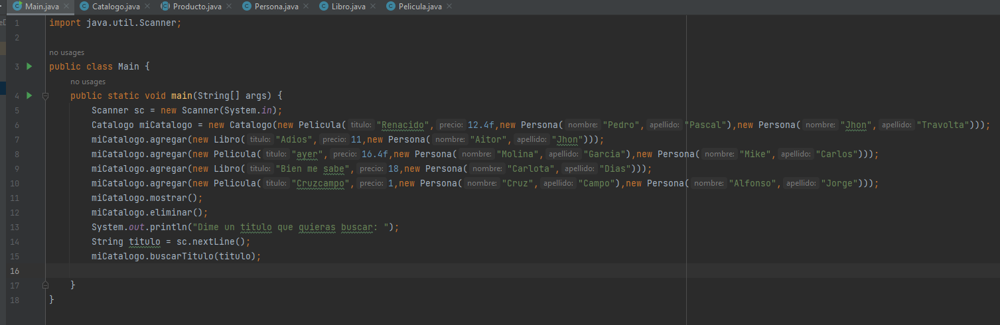 Main.java Catalogo.java Producto.java Persona.java Libro.java Pelicula.java
1 import java.util.Scanner;
2
no usages
3 public class Main {
no usages
4 public static void main(String[] args) {
5 Scanner sc = new Scanner(System.in);
6 Catalogo miCatalogo = new Catalogo(new Pelicula( titulo: "Renacido", precio: 12.4f,new Persona( nombre: "Pedro", apellido: "Pascal"),new Persona( nombre: "Jhon", apellido: "Travolta")));
7 miCatalogo.agregar(new Libro( titulo: "Adios", precio: 11,new Persona( nombre: "Aitor", apellido: "Jhon")));
8 miCatalogo.agregar(new Pelicula( titulo: "ayer", precio: 16.4f,new Persona( nombre: "Molina", apellido: "Garcia"),new Persona( nombre: "Mike", apellido: "Carlos")));
9 miCatalogo.agregar(new Libro( titulo: "Bien me sabe", precio: 18,new Persona( nombre: "Carlota", apellido: "Dias")));
10 miCatalogo.agregar(new Pelicula( titulo: "Cruzcampo", precio: 1,new Persona( nombre: "Cruz", apellido: "Campo"),new Persona( nombre: "Alfonso", apellido: "Jorge")));
11 miCatalogo.mostrar();
12 miCatalogo.eliminar();
13 System.out.println("Dime un titulo que quieras buscar: ");
14 String titulo = sc.nextLine();
15 miCatalogo.buscarTitulo(titulo);
16
17 }
18 }